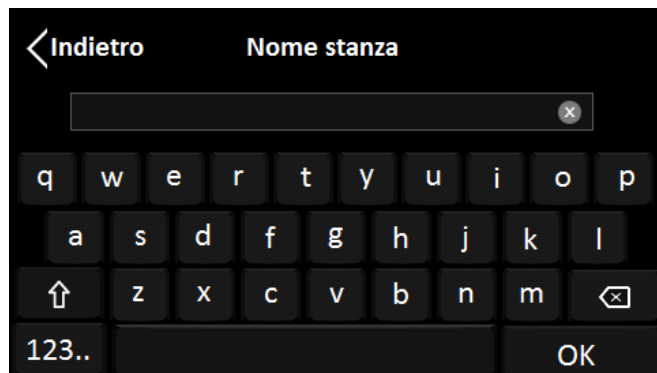 Indietro Nome stanza
x
q w e r t y u i o p
a s d f g h j k l
z x c v b n m
123.. OK